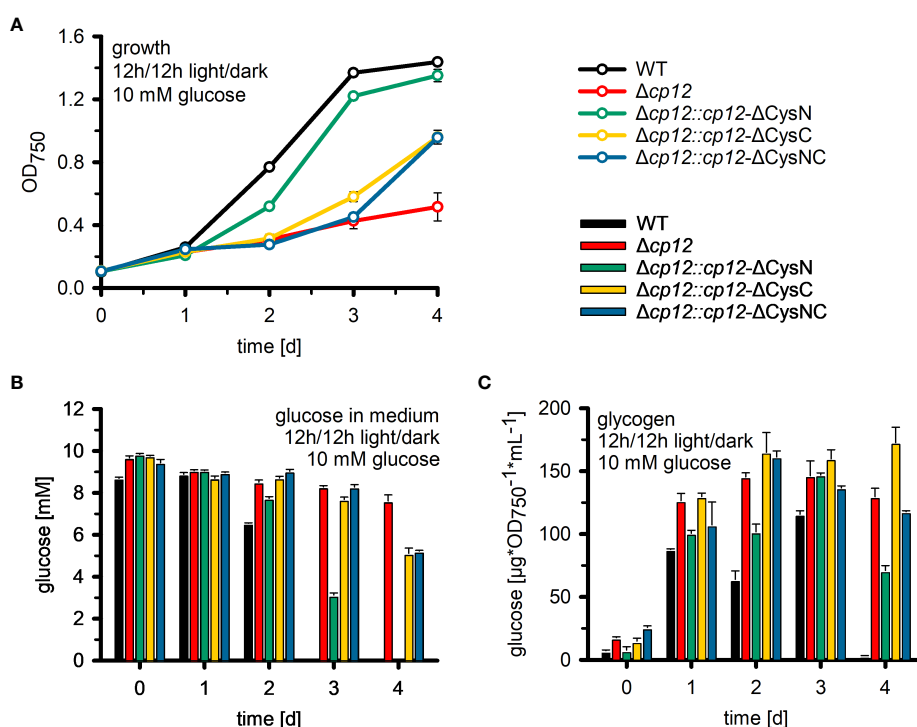 A
growth
12h/12h light/dark
10 mM glucose
OD750
1.6
1.2
0.8
0.4
0.0
0 1 2 3 4
time [d]
WT
Δcp12
Δcp12::cp12-ΔCysN
Δcp12::cp12-ΔCysC
Δcp12::cp12-ΔCysNC
WT
Δcp12
Δcp12::cp12-ΔCysN
Δcp12::cp12-ΔCysC
Δcp12::cp12-ΔCysNC
B
glucose in medium
12h/12h light/dark
10 mM glucose
glucose [mM]
12
10
8
6
4
2
0
0 1 2 3 4
time [d]
C
glycogen
12h/12h light/dark
10 mM glucose
glucose [µg*OD750⁻¹*mL⁻¹]
200
150
100
50
0
0 1 2 3 4
time [d]